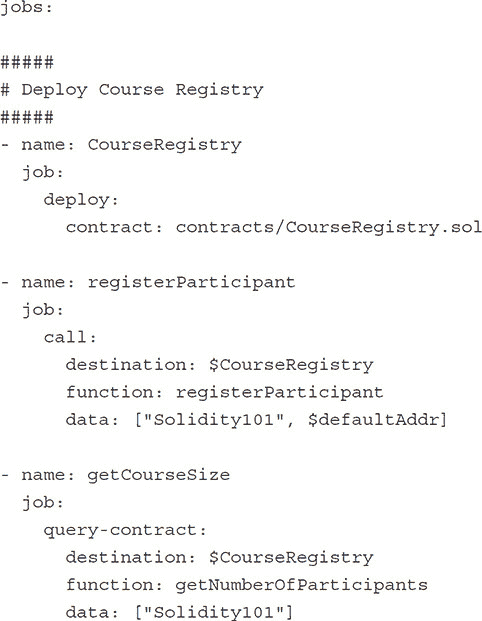 jobs:

#####
# Deploy Course Registry
#####
- name: CourseRegistry
  job:
    deploy:
      contract: contracts/CourseRegistry.sol

- name: registerParticipant
  job:
    call:
      destination: $CourseRegistry
      function: registerParticipant
      data: ["Solidity101", $defaultAddr]

- name: getCourseSize
  job:
    query-contract:
      destination: $CourseRegistry
      function: getNumberOfParticipants
      data: ["Solidity101"]